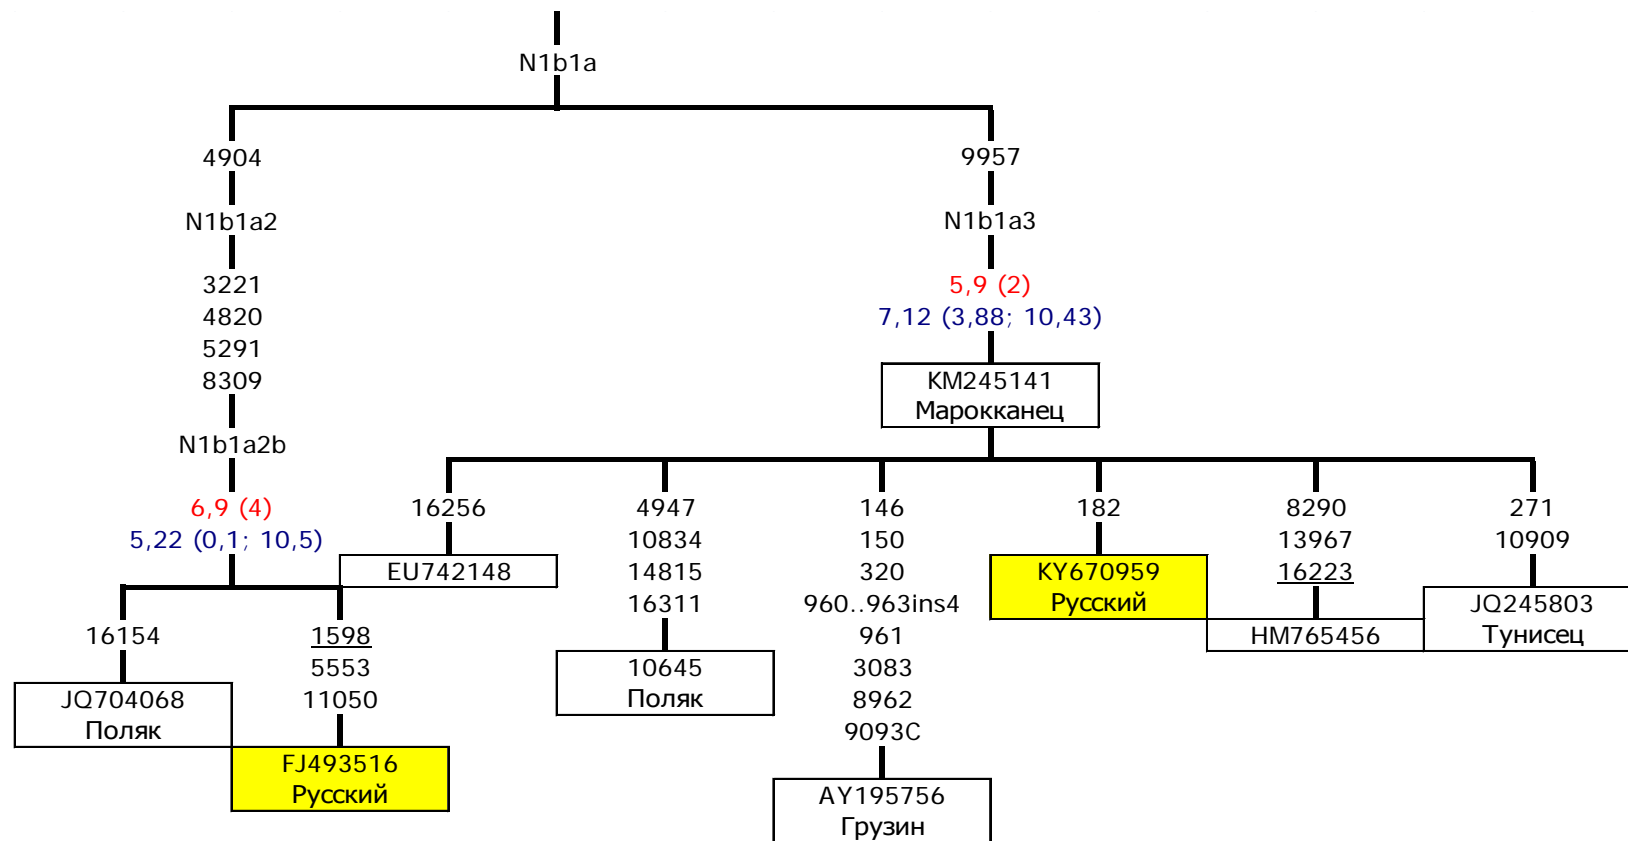 N1b1a
4904
9957
N1b1a2
N1b1a3
3221
4820
5291
8309
5,9 (2)
7,12 (3,88; 10,43)
KM245141
Марокканец
N1b1a2b
6,9 (4)
5,22 (0,1; 10,5)
16154
JQ704068
Поляк
1598
5553
11050
FJ493516
Русский
16256
EU742148
4947
10834
14815
16311
10645
Поляк
146
150
320
960..963ins4
961
3083
8962
9093C
AY195756
Грузин
182
KY670959
Русский
8290
13967
16223
HM765456
271
10909
JQ245803
Тунисец